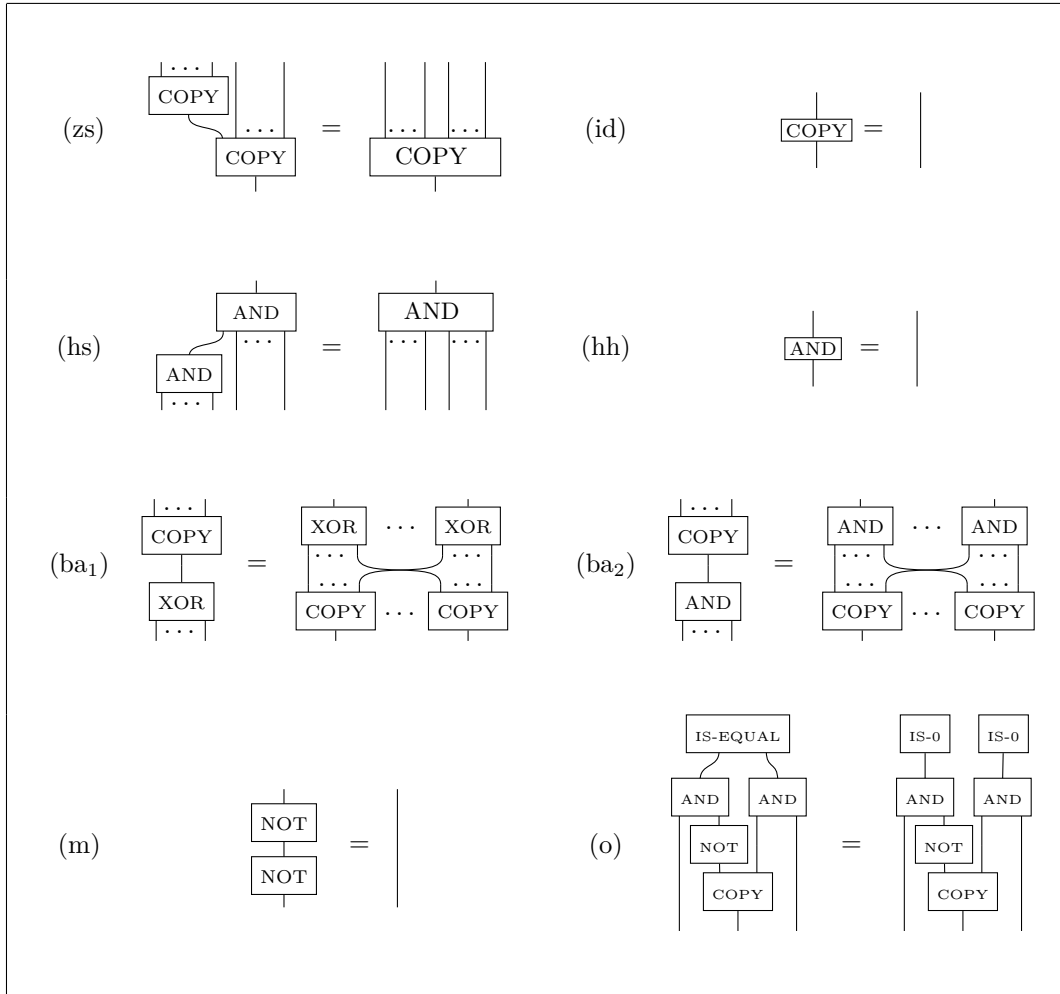 · · · · · ·
COPY
(zs) · · · = · · · · · · (id) COPY =
COPY COPY
AND AND
(hs) · · · = · · · · · · (hh) AND =
AND
· · ·
· · · XOR · · · XOR · · · AND · · · AND
COPY · · · · · · COPY · · · · · ·
(ba₁) = (ba₂) =
XOR · · · · · · AND · · · · · ·
· · · COPY · · · COPY · · · COPY · · · COPY
IS-EQUAL IS-0 IS-0
NOT AND AND AND AND
(m) = (o) NOT = NOT
NOT COPY COPY